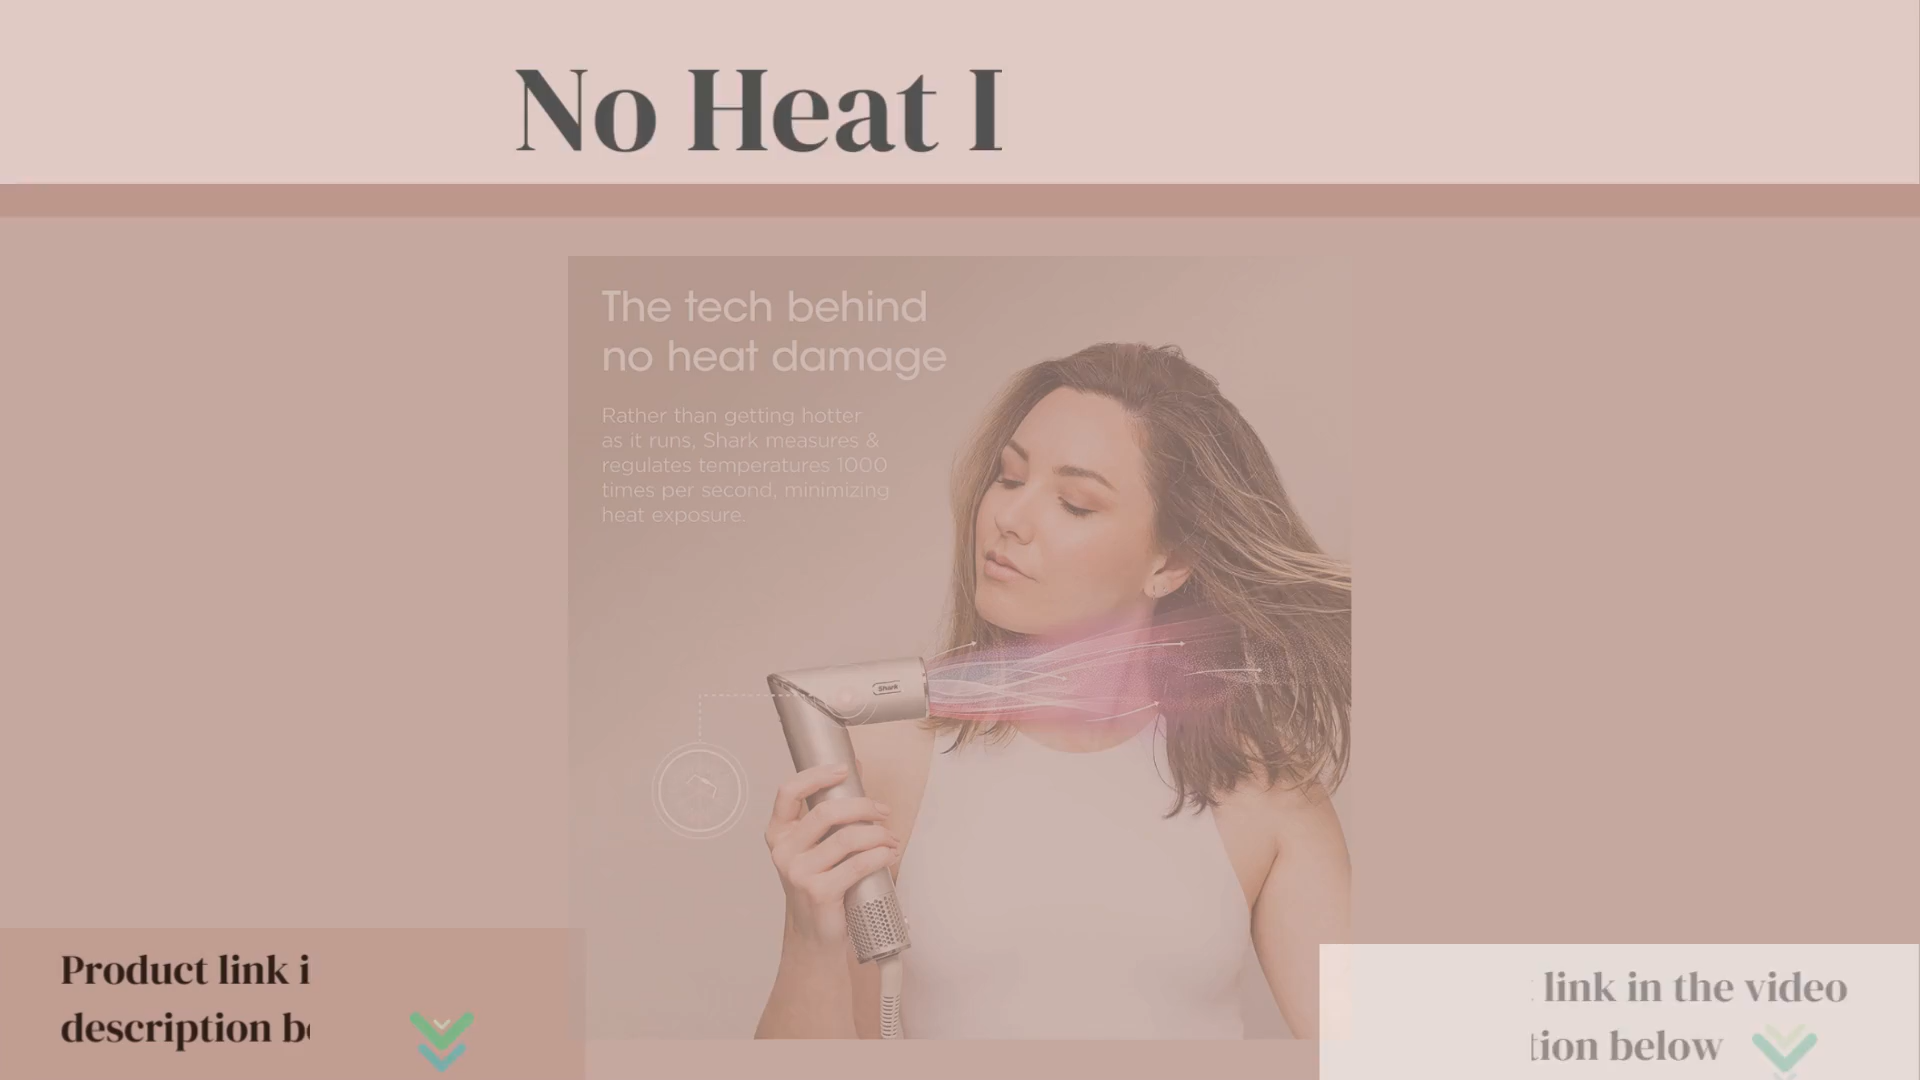 No Heat
The tech behind
no heat damage
Rather than getting hotter
as it runs, Shark measures &
regulates temperatures 1000
times per second, minimizing
heat exposure.
Shark
Product link i
description be
link in the video
tion below